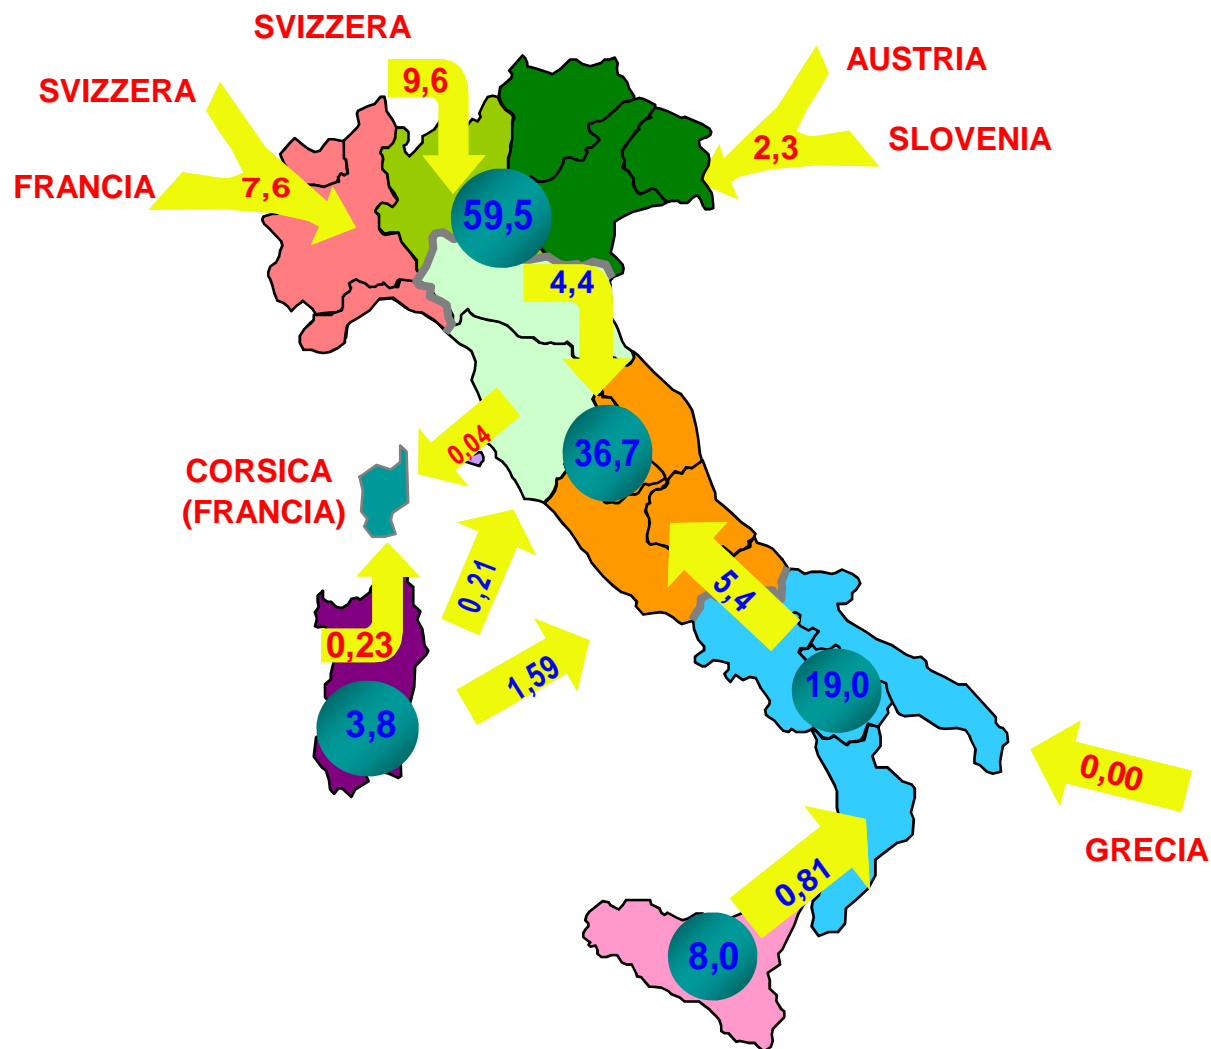 SVIZZERA
SVIZZERA
9,6
AUSTRIA
SLOVENIA
2,3
FRANCIA
7,6
59,5
4,4
0,04
36,7
CORSICA
(FRANCIA)
0,21
5,4
0,23
1,59
3,8
19,0
0,00
GRECIA
0,81
8,0